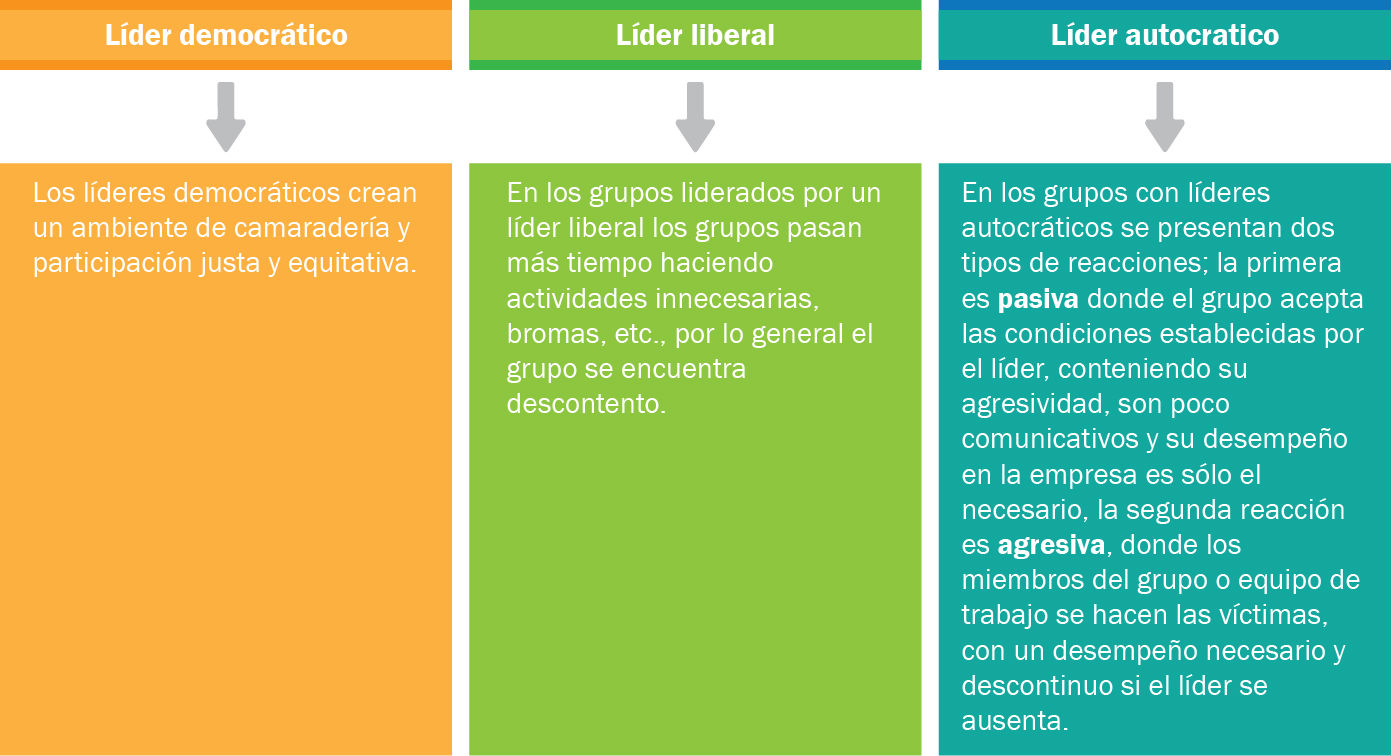 Líder democrático
Los líderes democráticos crean
un ambiente de camaradería y
participación justa y equitativa.
Líder liberal
En los grupos liderados por un
líder liberal los grupos pasan
más tiempo haciendo
actividades innecesarias,
bromas, etc., por lo general el
grupo se encuentra
descontento.
Líder autocratico
En los grupos con líderes
autocráticos se presentan dos
tipos de reacciones; la primera
es pasiva donde el grupo acepta
las condiciones establecidas por
el líder, conteniendo su
agresividad, son poco
comunicativos y su desempeño
en la empresa es sólo el
necesario, la segunda reacción
es agresiva, donde los
miembros del grupo o equipo de
trabajo se hacen las víctimas,
con un desempeño necesario y
descontinuo si el líder se
ausenta.